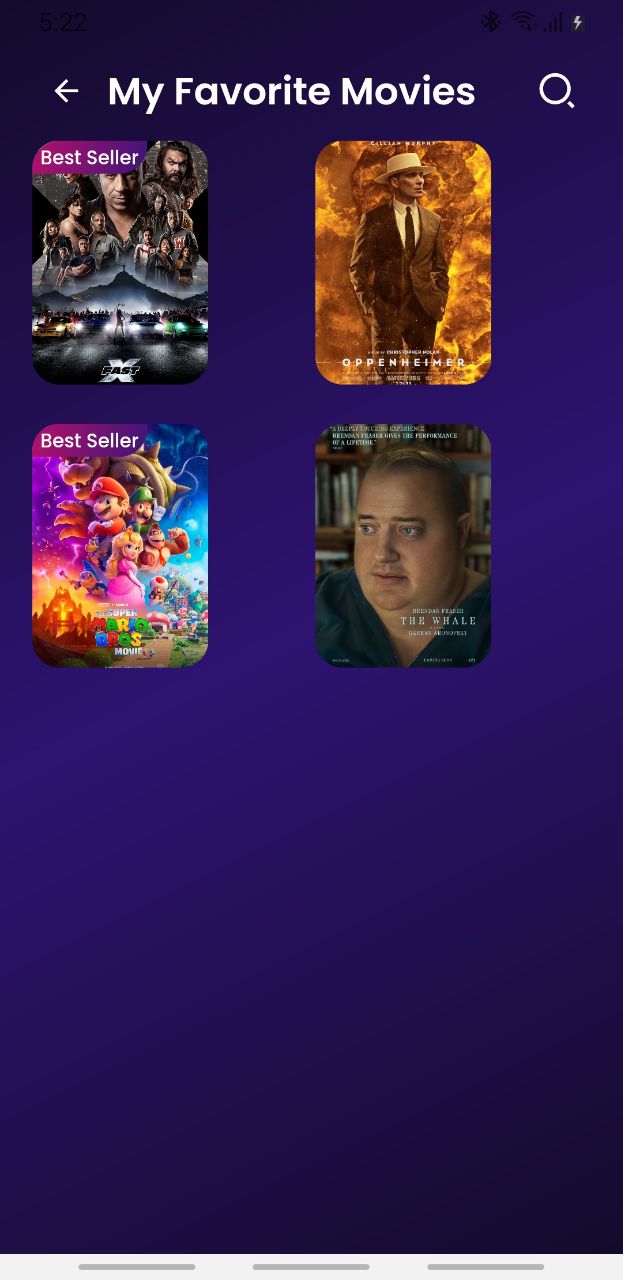 5:22
My Favorite Movies
Best Seller
FAST X
CILLIAN MURPHY
A FILM BY CHRISTOPHER NOLAN
OPPENHEIMER
Best Seller
THE SUPER
MARIO
BROS.
MOVIE
"A DEEPLY TOUCHING EXPERIENCE.
BRENDAN FRASER GIVES THE PERFORMANCE
OF A LIFETIME."
BRENDAN FRASER
THE WHALE
DARREN ARONOFSKY
COMING SOON